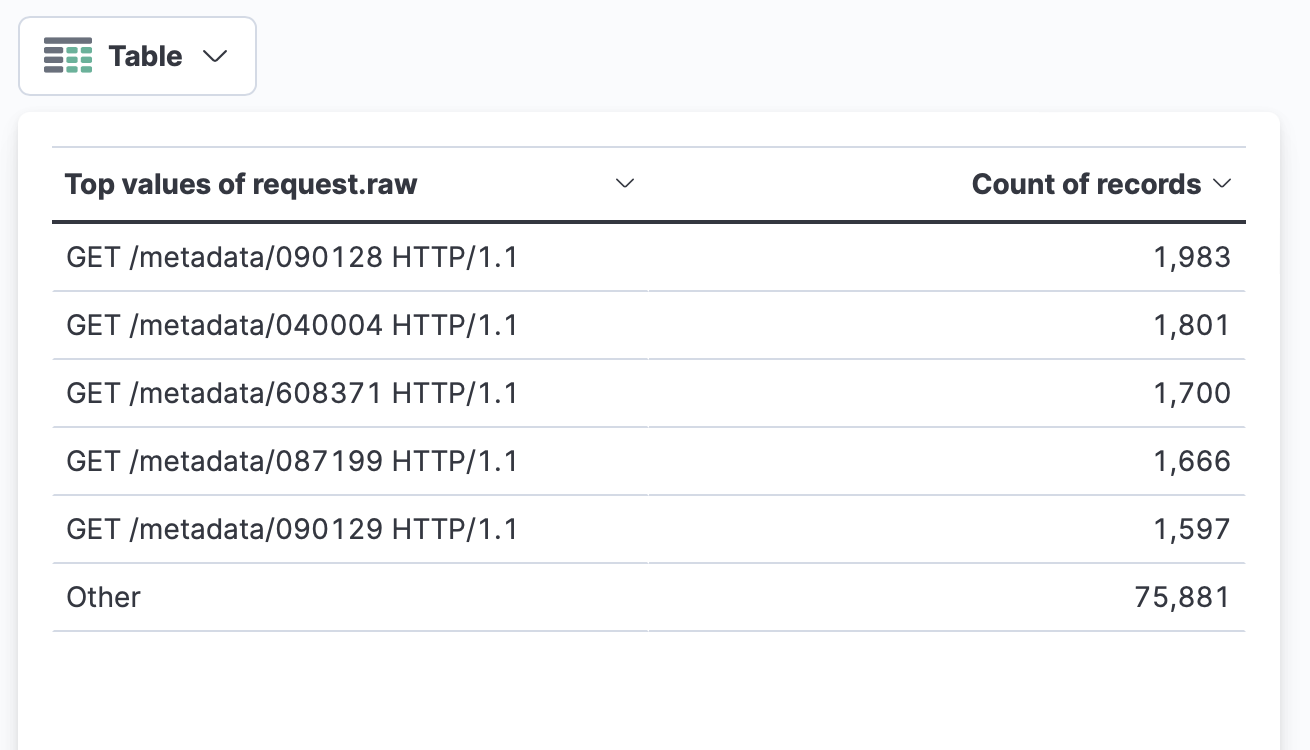 Table
Top values of request.raw Count of records
GET /metadata/090128 HTTP/1.1 1,983
GET /metadata/040004 HTTP/1.1 1,801
GET /metadata/608371 HTTP/1.1 1,700
GET /metadata/087199 HTTP/1.1 1,666
GET /metadata/090129 HTTP/1.1 1,597
Other 75,881